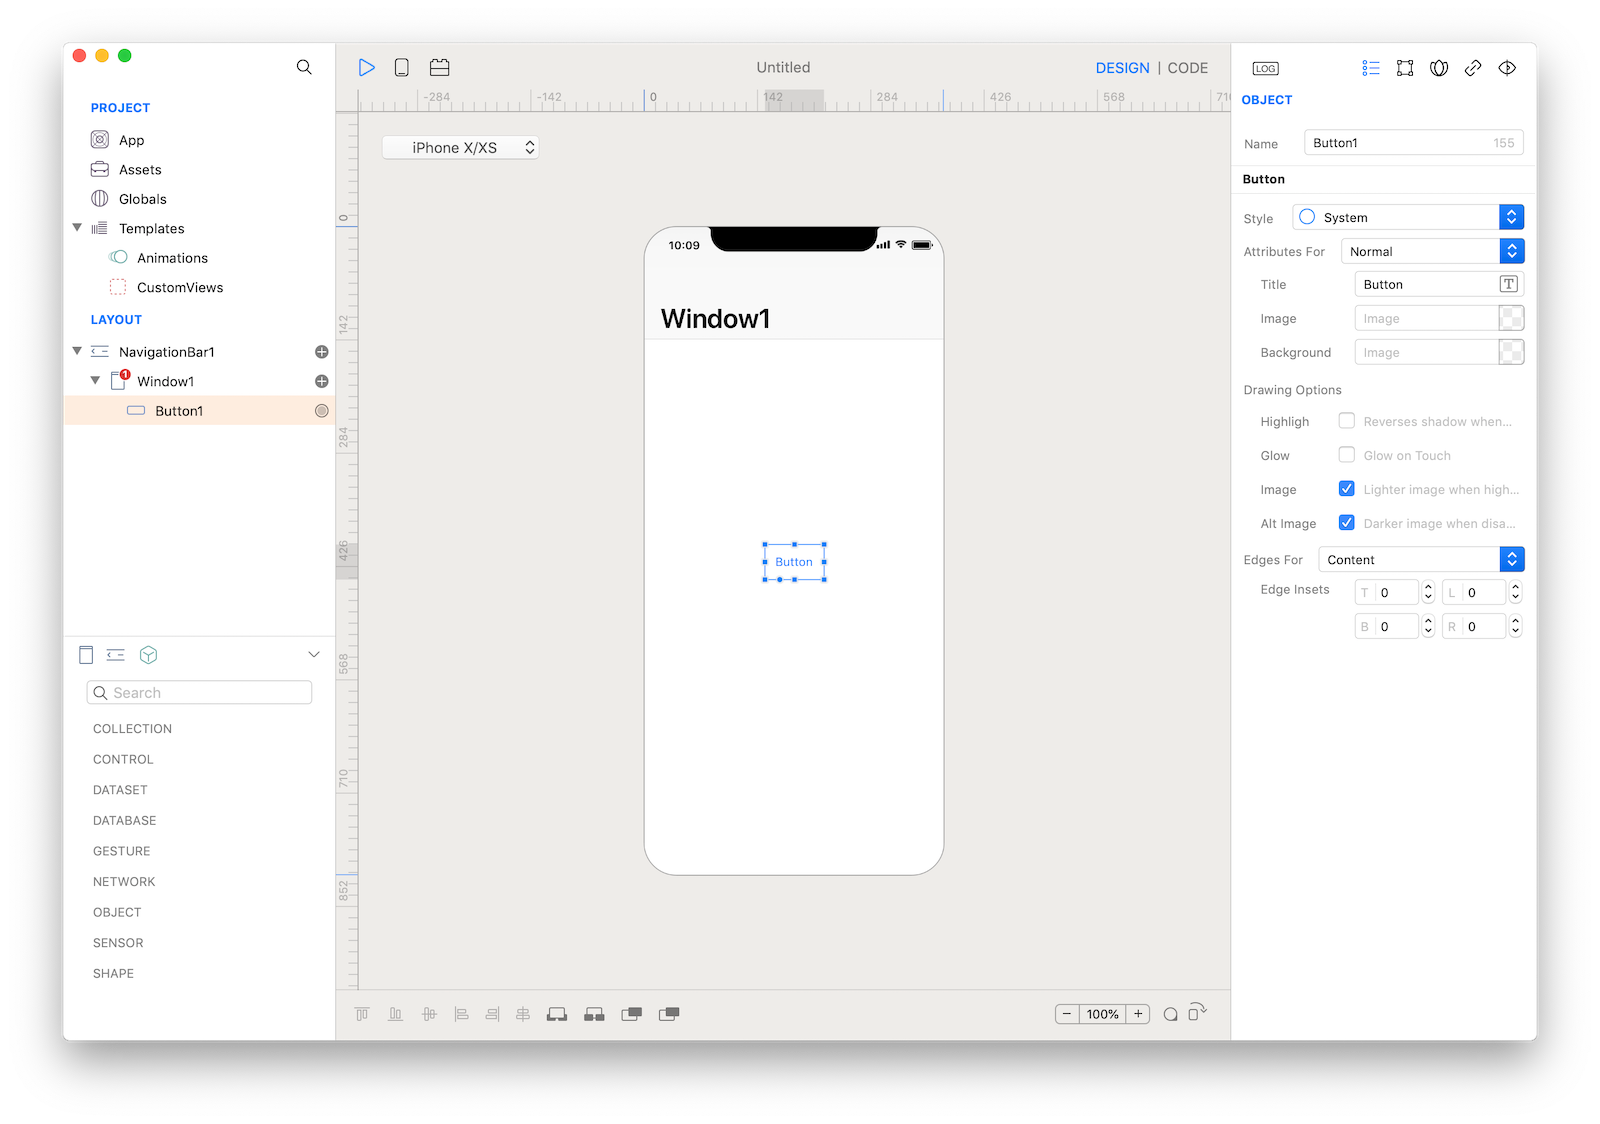 Untitled
DESIGN | CODE
LOG
PROJECT
App
Assets
Globals
Templates
Animations
CustomViews
LAYOUT
NavigationBar1
1
Window1
Button1
Search
COLLECTION
CONTROL
DATASET
DATABASE
GESTURE
NETWORK
OBJECT
SENSOR
SHAPE
-284 -142 0 142 284 426 568 710
iPhone X/XS
0
142
284
426
568
710
852
10:09
Window1
Button
100%
OBJECT
Name Button1 155
Button
Style System
Attributes For Normal
Title Button T
Image Image
Background Image
Drawing Options
Highligh Reverses shadow when...
Glow Glow on Touch
Image Lighter image when high...
Alt Image Darker image when disa...
Edges For Content
Edge Insets T 0 L 0
B 0 R 0